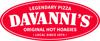 LEGENDARY PIZZA
DAVANNI'S
ORIGINAL HOT HOAGIES
LOCAL SINCE 1975